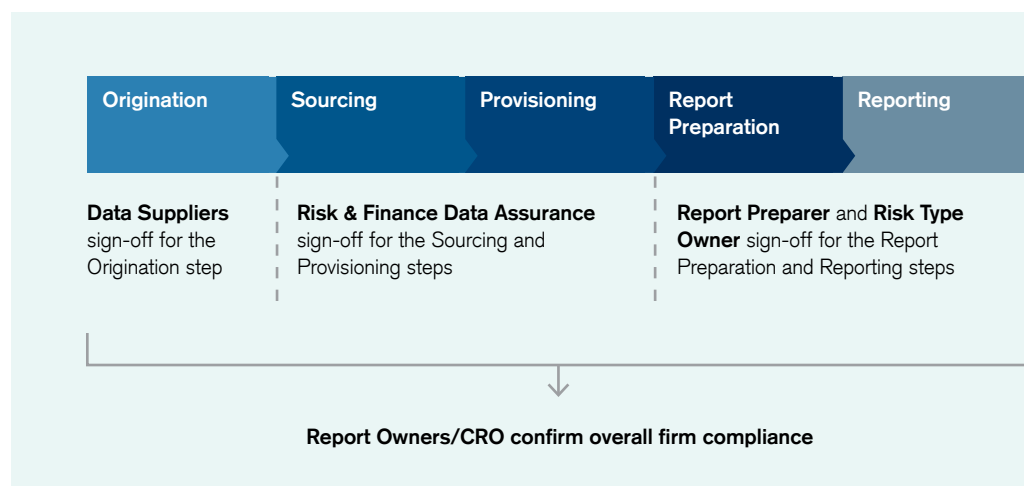 Origination
Sourcing
Provisioning
Report
Preparation
Reporting
Data Suppliers
sign-off for the
Origination step
Risk & Finance Data Assurance
sign-off for the Sourcing and
Provisioning steps
Report Preparer and Risk Type
Owner sign-off for the Report
Preparation and Reporting steps
Report Owners/CRO confirm overall firm compliance